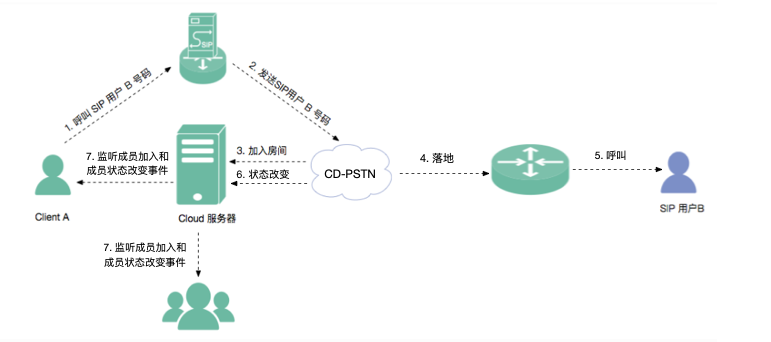 SIP
1. 呼叫 SIP 用户 B 号码
2. 发送SIP用户 B 号码
7. 监听成员加入和
成员状态改变事件
3. 加入房间
6. 状态改变
CD-PSTN
4. 落地
5. 呼叫
Client A
Cloud 服务器
SIP 用户B
7. 监听成员加入和
成员状态改变事件